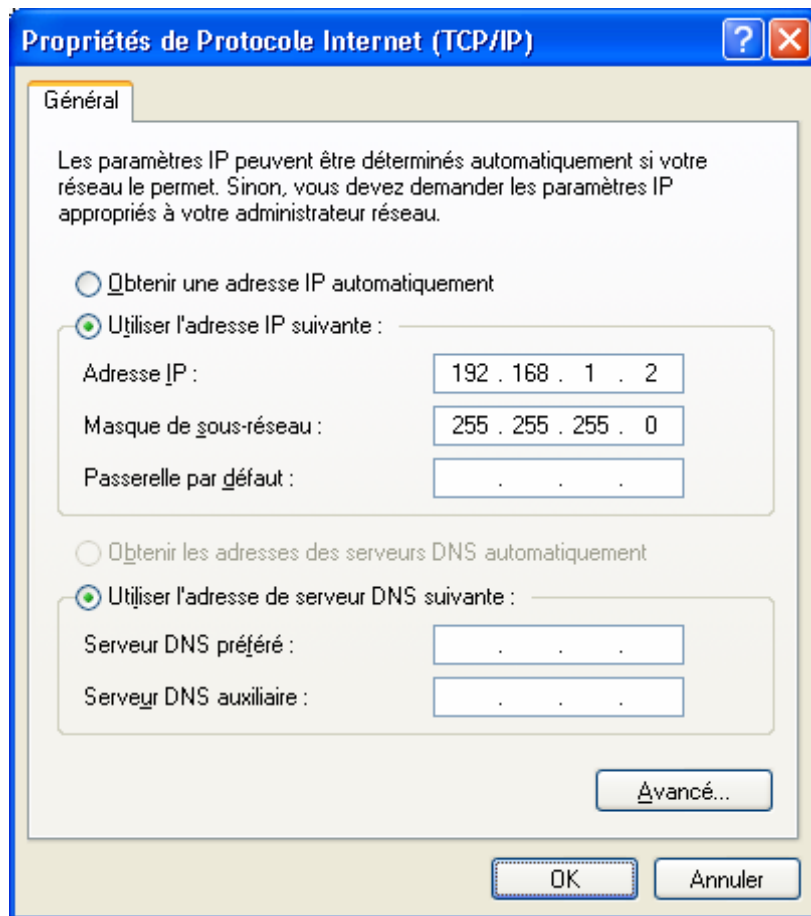 Propriétés de Protocole Internet (TCP/IP)
Général
Les paramètres IP peuvent être déterminés automatiquement si votre
réseau le permet. Sinon, vous devez demander les paramètres IP
appropriés à votre administrateur réseau.
Obtenir une adresse IP automatiquement
Utiliser l'adresse IP suivante :
Adresse IP : 192 . 168 . 1 . 2
Masque de sous-réseau : 255 . 255 . 255 . 0
Passerelle par défaut : . . .
Obtenir les adresses des serveurs DNS automatiquement
Utiliser l'adresse de serveur DNS suivante :
Serveur DNS préféré : . . .
Serveur DNS auxiliaire : . . .
Avancé...
OK Annuler